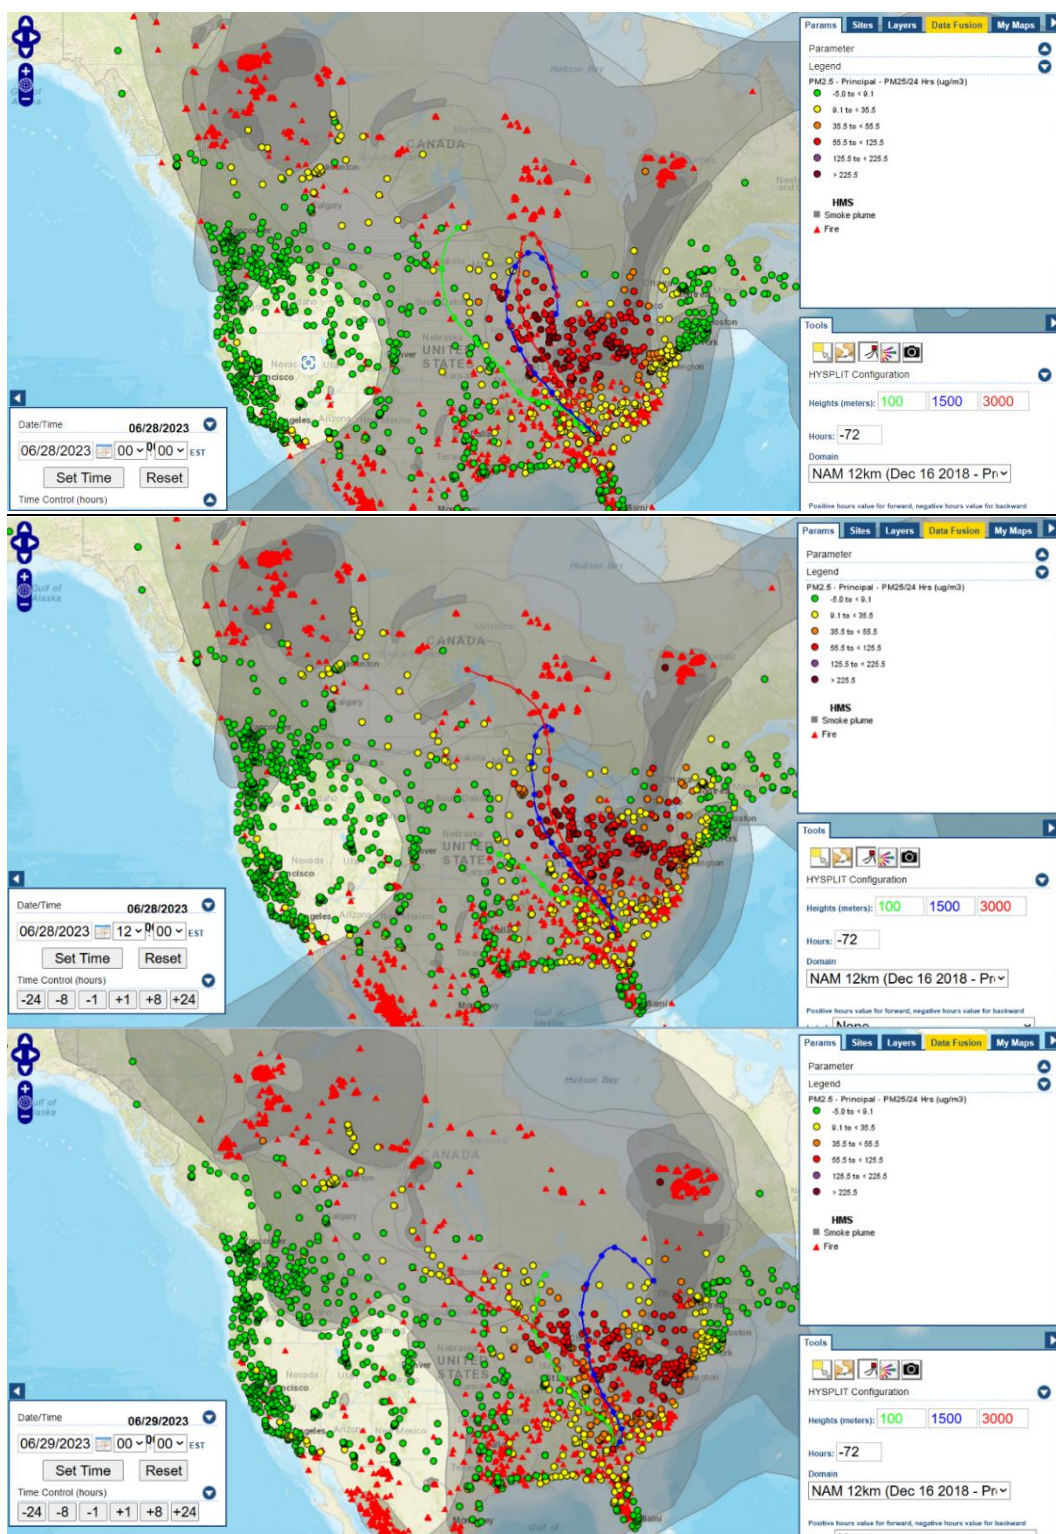 Params Sites Layers Data Fusion My Maps
Parameter
Legend
PM2.5 - Principal - PM25/24 Hrs (ug/m3)
-5.0 to < 9.1
9.1 to < 35.5
35.5 to < 55.5
55.5 to < 125.5
125.5 to < 225.5
> 225.5
HMS
Smoke plume
Fire
Hudson Bay
CANADA
Calgary
Vancouver
UNITED
STATES
Nebraska
Denver
Arizona
Boston
Miami
Tools
HYSPLIT Configuration
Heights (meters): 100 1500 3000
Hours: -72
Domain
NAM 12km (Dec 16 2018 - Pr
Positive hours value for forward, negative hours value for backward
Date/Time 06/28/2023
06/28/2023 00 : 00 EST
Set Time Reset
Time Control (hours)
Params Sites Layers Data Fusion My Maps
Parameter
Legend
PM2.5 - Principal - PM25/24 Hrs (ug/m3)
-5.0 to < 9.1
9.1 to < 35.5
35.5 to < 55.5
55.5 to < 125.5
125.5 to < 225.5
> 225.5
HMS
Smoke plume
Fire
Gulf of
Alaska
Hudson Bay
CANADA
Calgary
UNITED
STATES
Nebraska
Nevada
Tools
HYSPLIT Configuration
Heights (meters): 100 1500 3000
Hours: -72
Domain
NAM 12km (Dec 16 2018 - Pr
Positive hours value for forward, negative hours value for backward
Date/Time 06/28/2023
06/28/2023 12 : 00 EST
Set Time Reset
Time Control (hours)
-24 -8 -1 +1 +8 +24
Params Sites Layers Data Fusion My Maps
Parameter
Legend
PM2.5 - Principal - PM25/24 Hrs (ug/m3)
-5.0 to < 9.1
9.1 to < 35.5
35.5 to < 55.5
55.5 to < 125.5
125.5 to < 225.5
> 225.5
HMS
Smoke plume
Fire
Hudson Bay
CANADA
Calgary
UNITED
STATES
Nebraska
Gulf of
Tools
HYSPLIT Configuration
Heights (meters): 100 1500 3000
Hours: -72
Domain
NAM 12km (Dec 16 2018 - Pr
Positive hours value for forward, negative hours value for backward
Date/Time 06/29/2023
06/29/2023 00 : 00 EST
Set Time Reset
Time Control (hours)
-24 -8 -1 +1 +8 +24